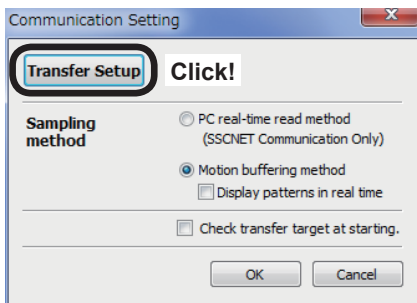 Communication Setting
Transfer Setup Click!
Sampling method
PC real-time read method
(SSCNET Communication Only)
Motion buffering method
Display patterns in real time
Check transfer target at starting.
OK Cancel